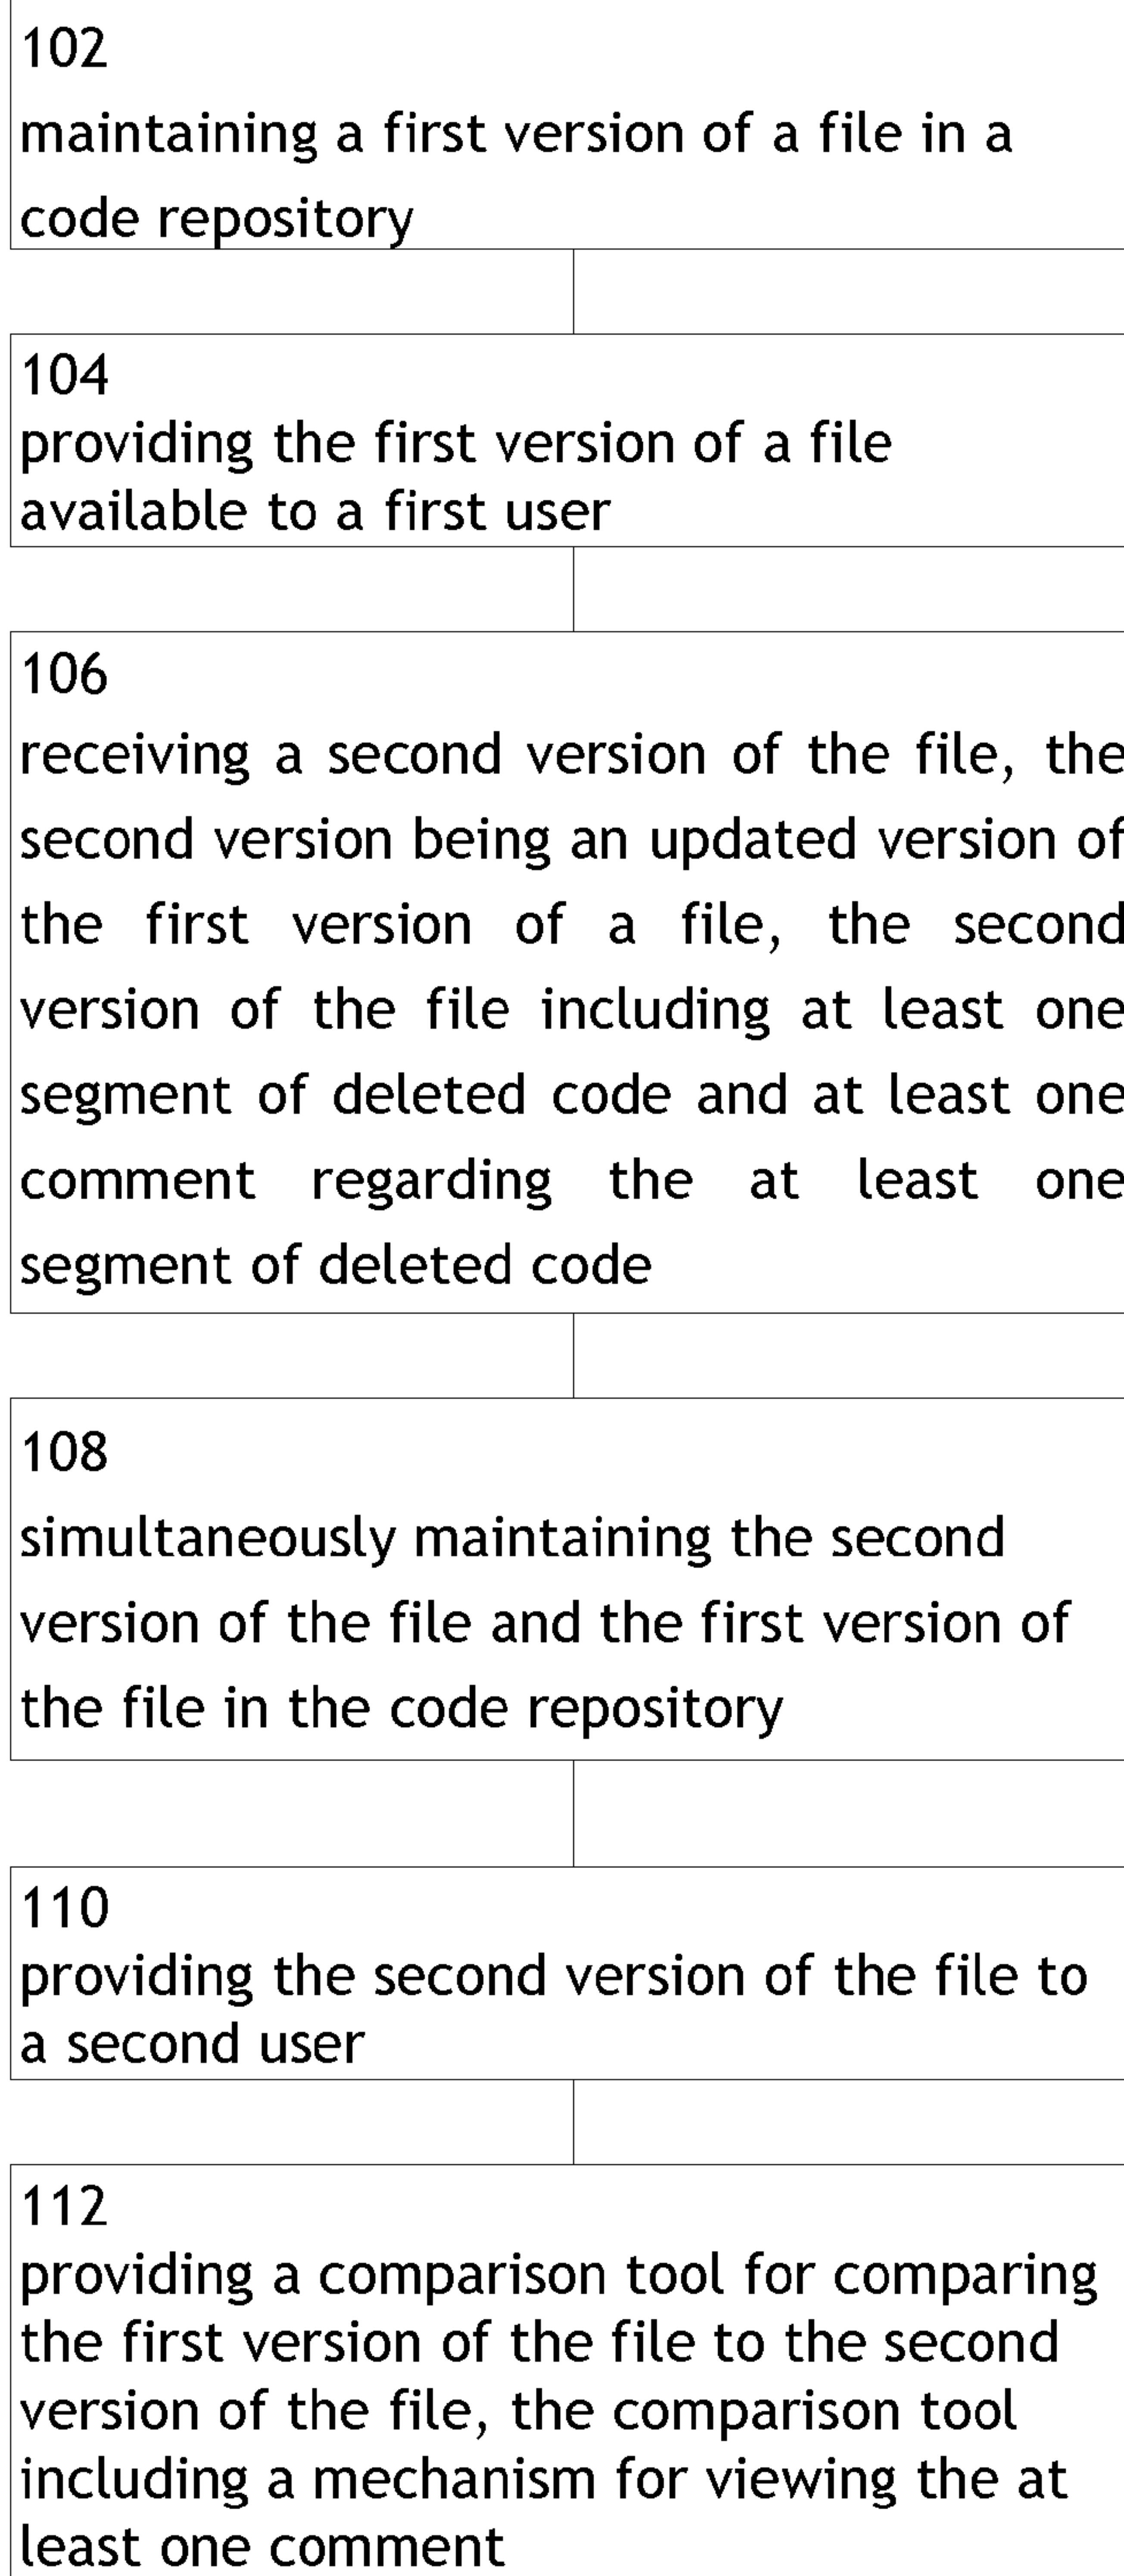 102
maintaining a first version of a file in a
code repository
104
providing the first version of a file
available to a first user
106
receiving a second version of the file, the
second version being an updated version of
the first version of a file, the second
version of the file including at least one
segment of deleted code and at least one
comment regarding the at least one
segment of deleted code
108
simultaneously maintaining the second
version of the file and the first version of
the file in the code repository
110
providing the second version of the file to
a second user
112
providing a comparison tool for comparing
the first version of the file to the second
version of the file, the comparison tool
including a mechanism for viewing the at
least one comment